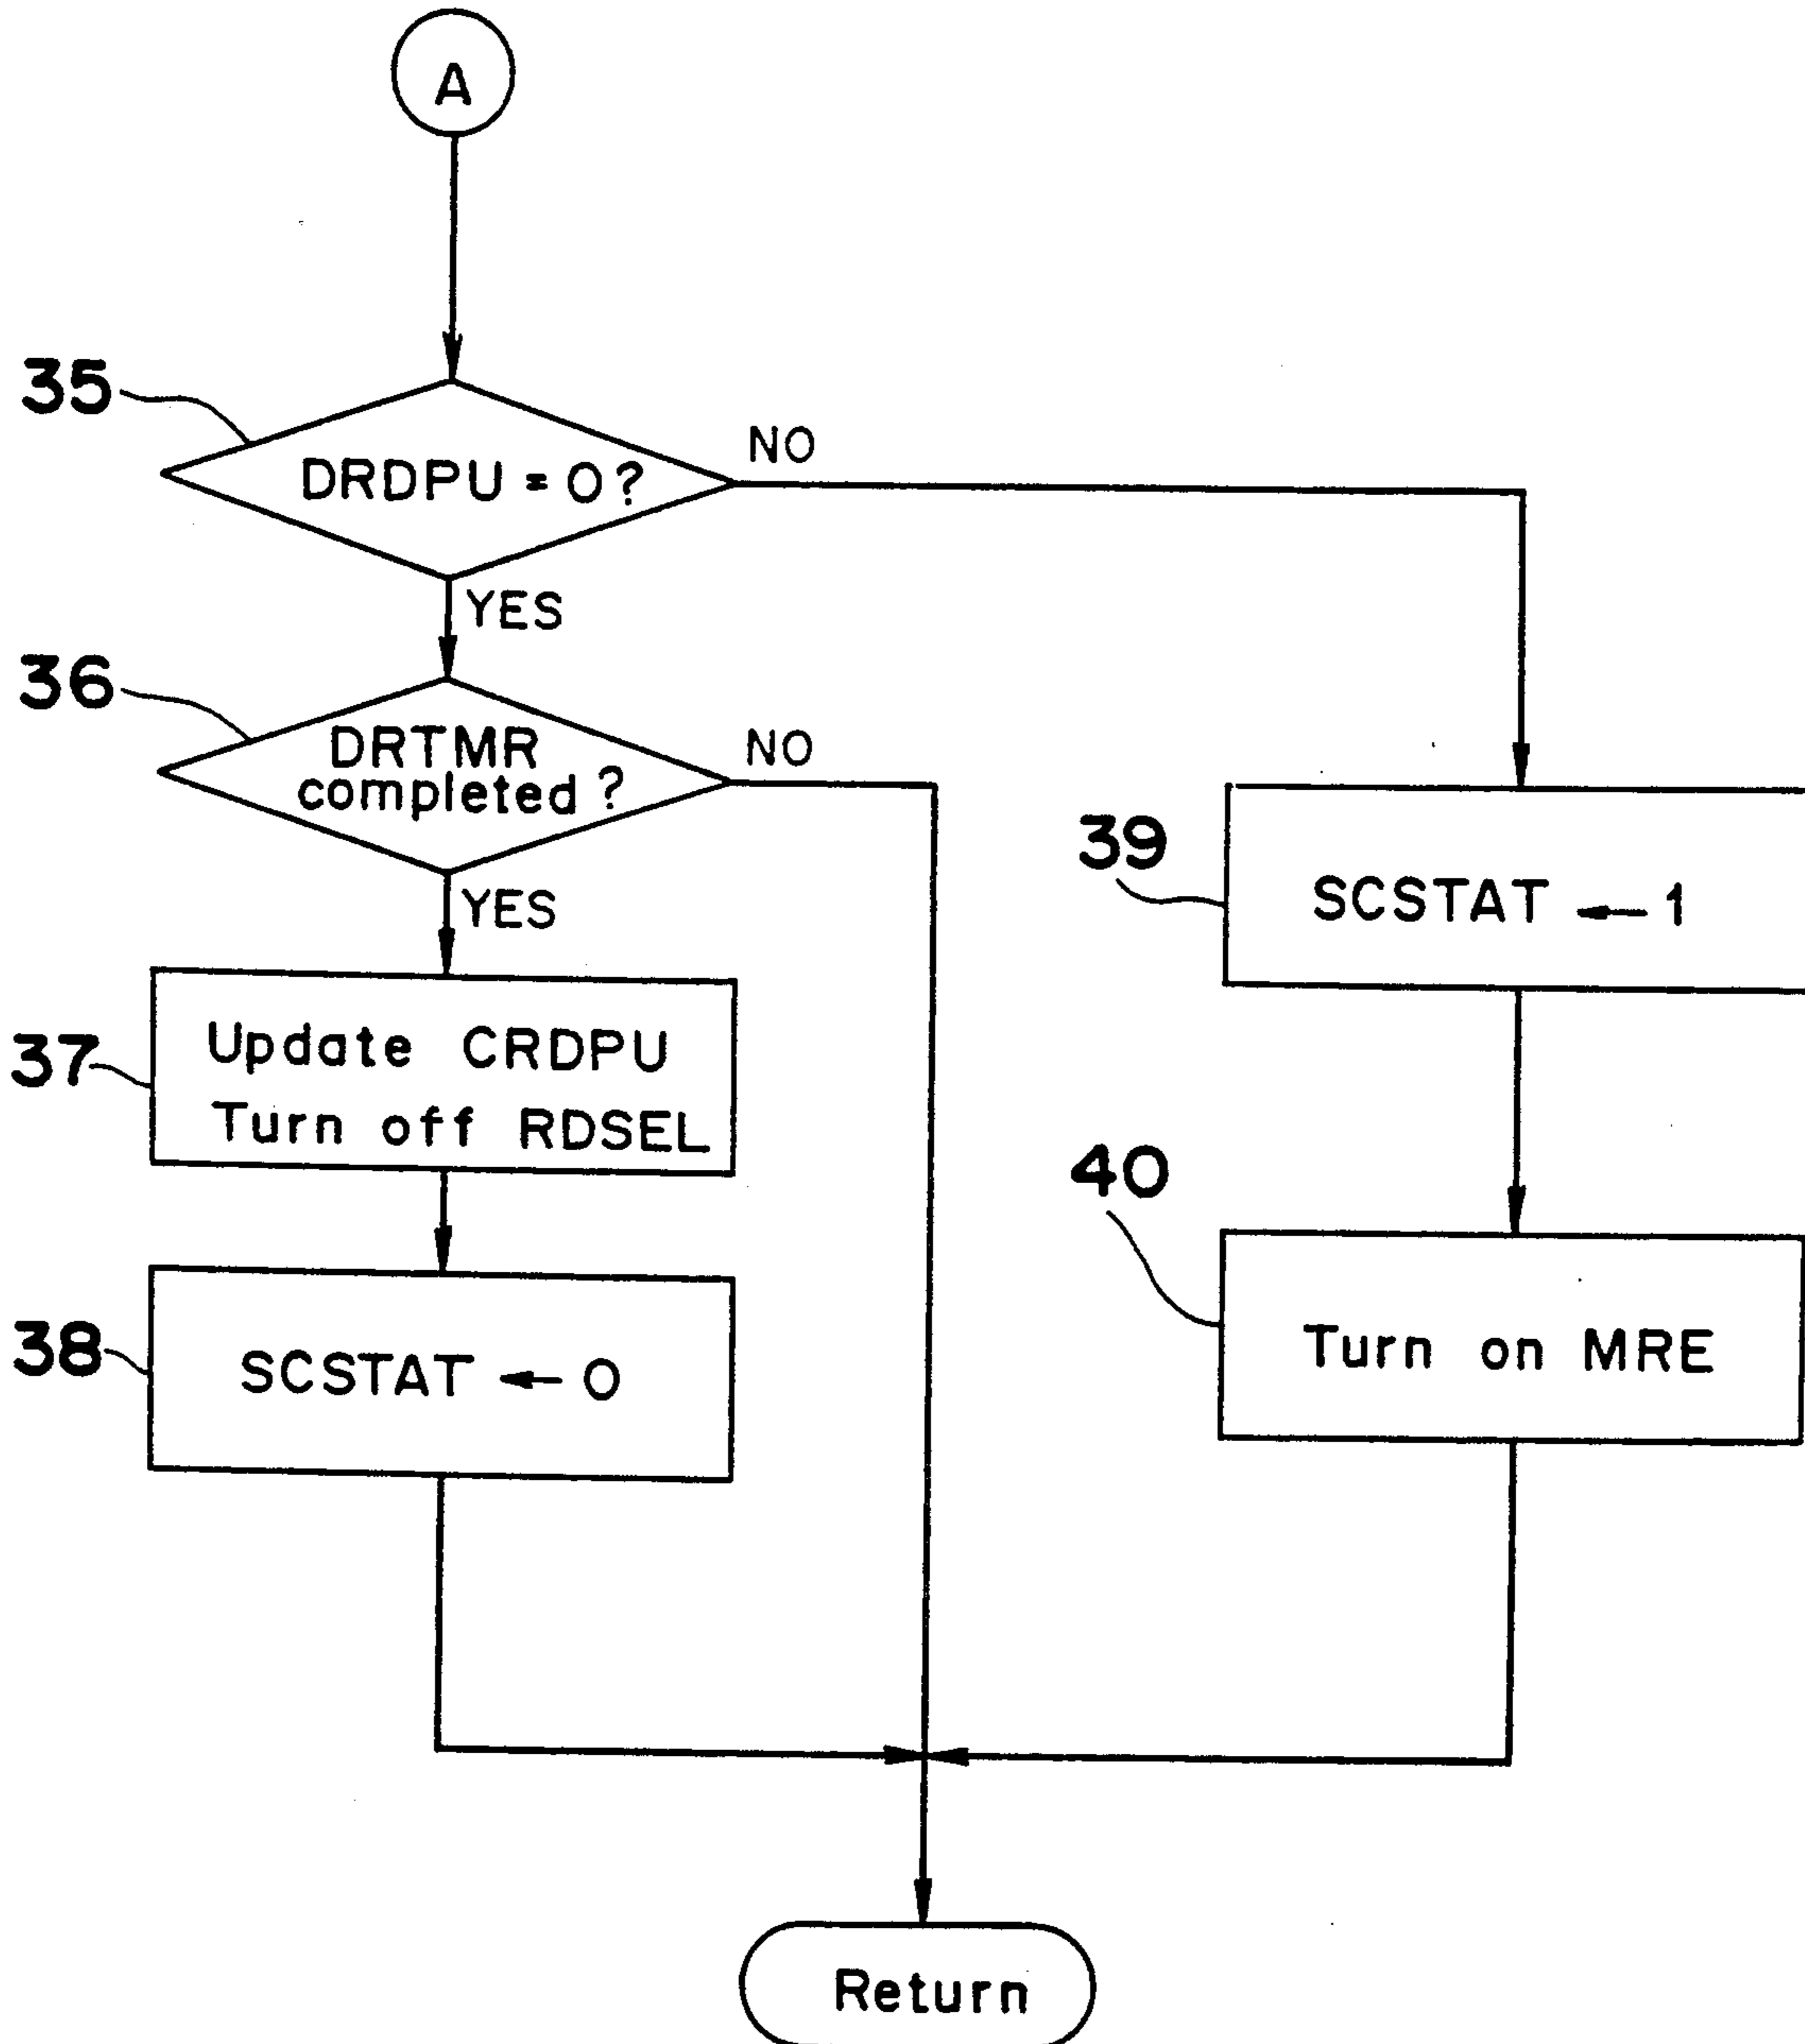 A
35
DRDPU = 0?
NO
YES
36
DRTMR
completed ?
NO
YES
39
SCSTAT ← 1
37
Update CRDPU
Turn off RDSEL
40
Turn on MRE
38
SCSTAT ← 0
Return